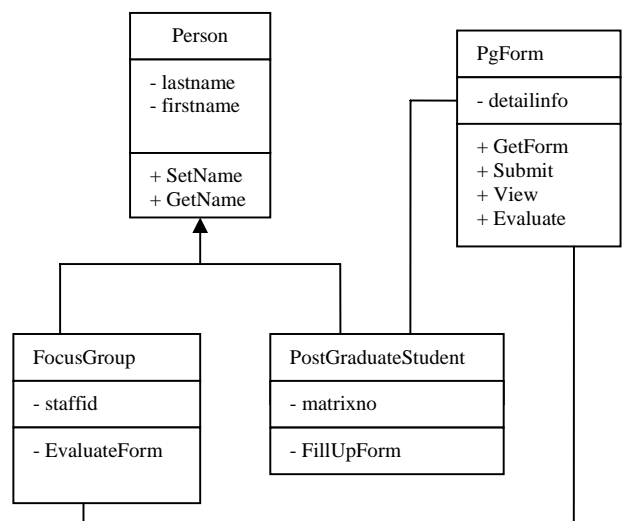 Person
- lastname
- firstname
+ SetName
+ GetName
PgForm
- detailinfo
+ GetForm
+ Submit
+ View
+ Evaluate
FocusGroup
- staffid
- EvaluateForm
PostGraduateStudent
- matrixno
- FillUpForm